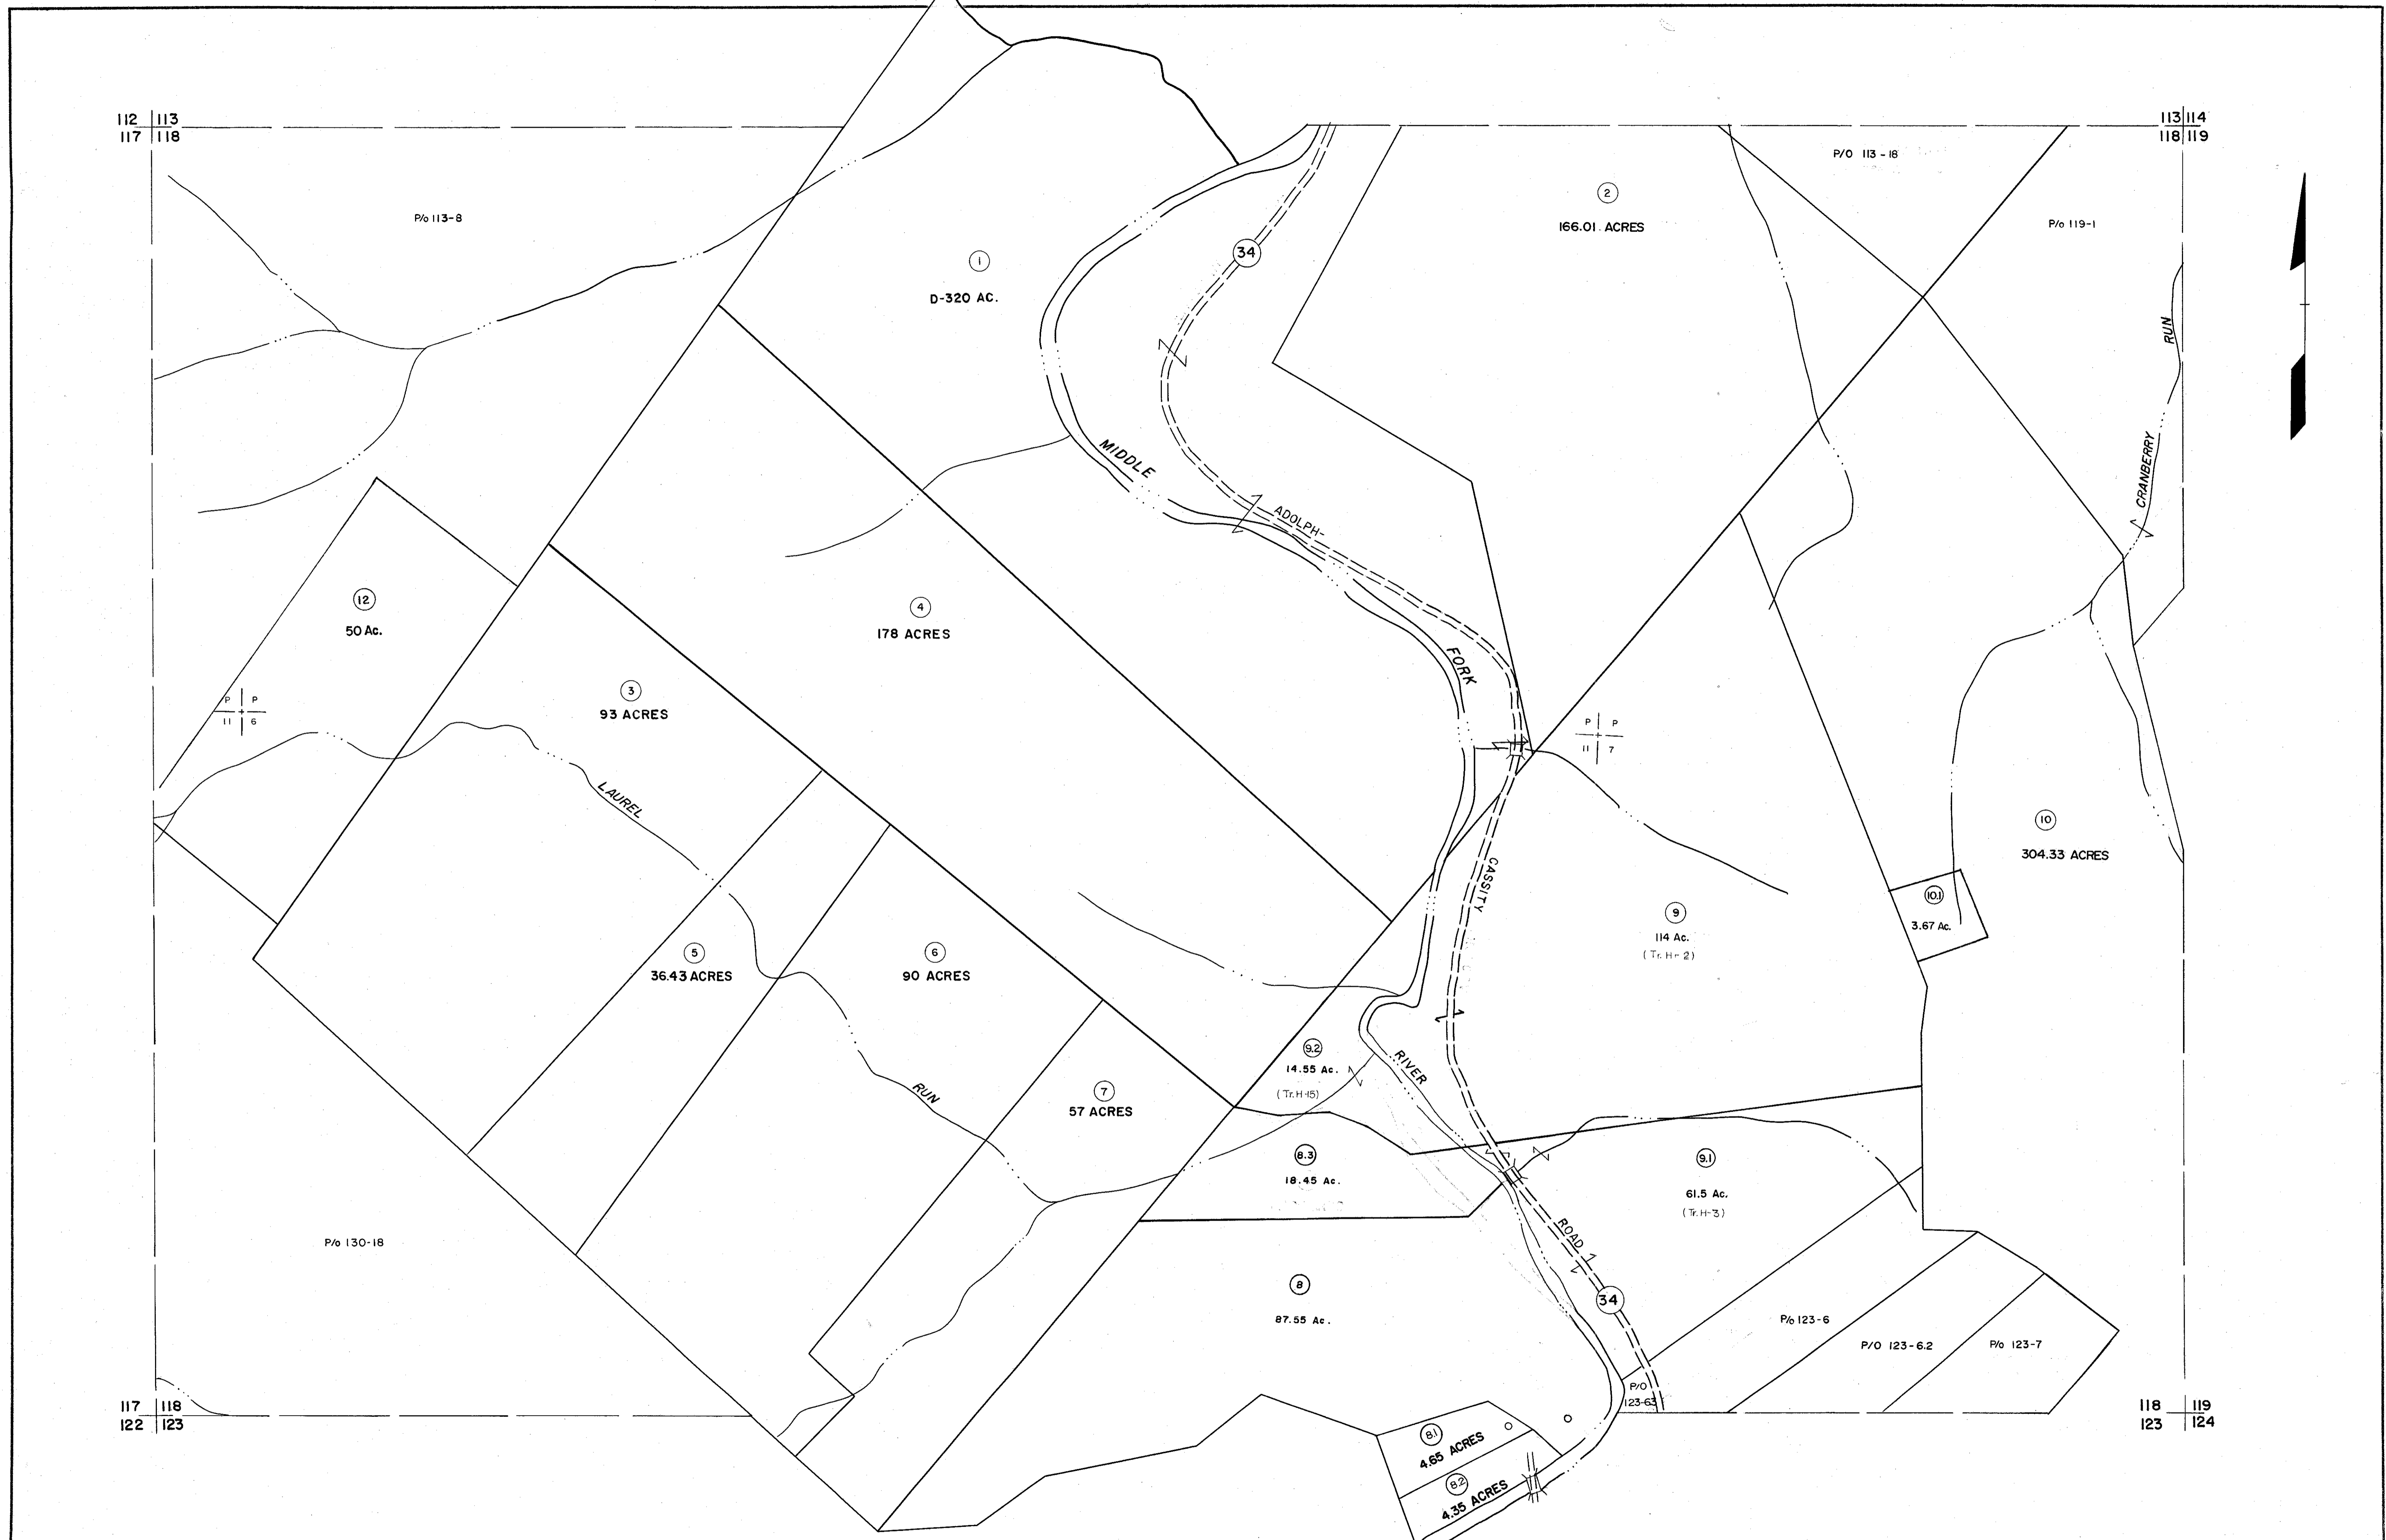 112 113
117 118
113 114
118 119
P/O 113-18
2
166.01 ACRES
P/o 113-8
P/o 119-1
34
1
D-320 AC.
RUN
MIDDLE
CRANBERRY
ADOLPH-
12
50 Ac.
4
178 ACRES
FORK
3
93 ACRES
P P
11 6
P P
11 7
LAUREL
10
304.33 ACRES
CASSITY
10.1
3.67 Ac.
9
114 Ac.
(Tr. H-2)
5
36.43 ACRES
6
90 ACRES
9.2
14.55 Ac.
(Tr. H-15)
RIVER
RUN
7
57 ACRES
8.3
18.45 Ac.
9.1
61.5 Ac.
(Tr. H-3)
ROAD
P/o 130-18
8
87.55 Ac.
34
P/o 123-6
P/O 123-6.2
P/o 123-7
P/O
123-63
117 118
122 123
118 119
123 124
8.1
4.65 ACRES
8.2
4.35 ACRES